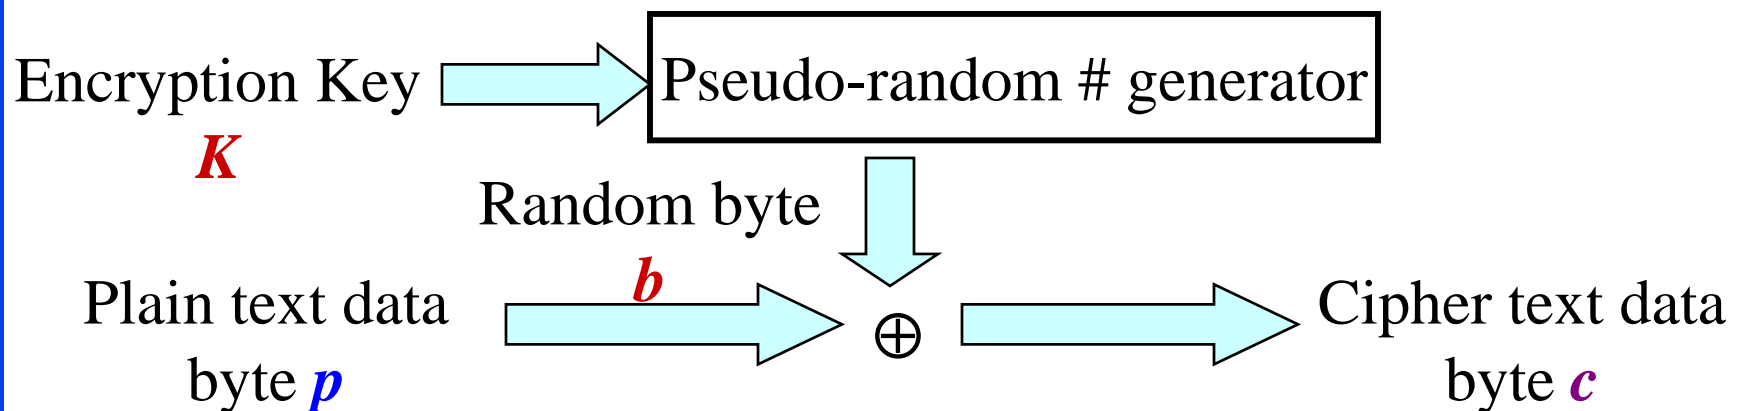 Encryption Key
K
Pseudo-random # generator
Random byte
b
Plain text data
byte p
⊕
Cipher text data
byte c